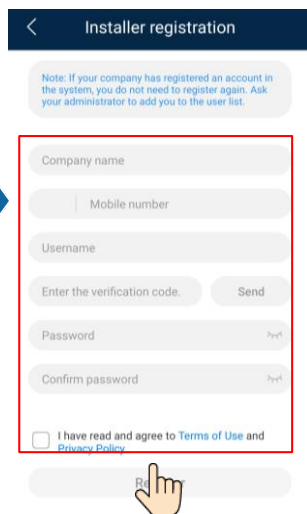 Installer registration
Note: If your company has registered an account in
the system, you do not need to register again. Ask
your administrator to add you to the user list.
Company name
Mobile number
Username
Enter the verification code. Send
Password
Confirm password
I have read and agree to Terms of Use and
Privacy Policy